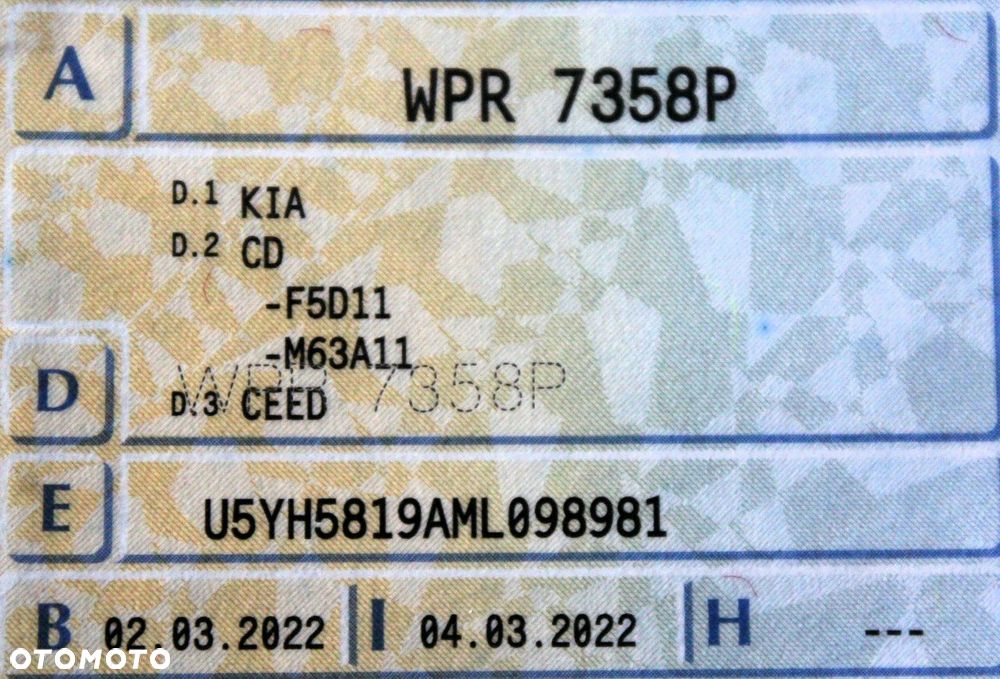 A WPR 7358P
D.1 KIA
D.2 CD
-F5D11
-M63A11
WPR 7358P
D D.3 CEED
E U5YH5819AML098981
B 02.03.2022 I 04.03.2022 H ---
OTOMOTO